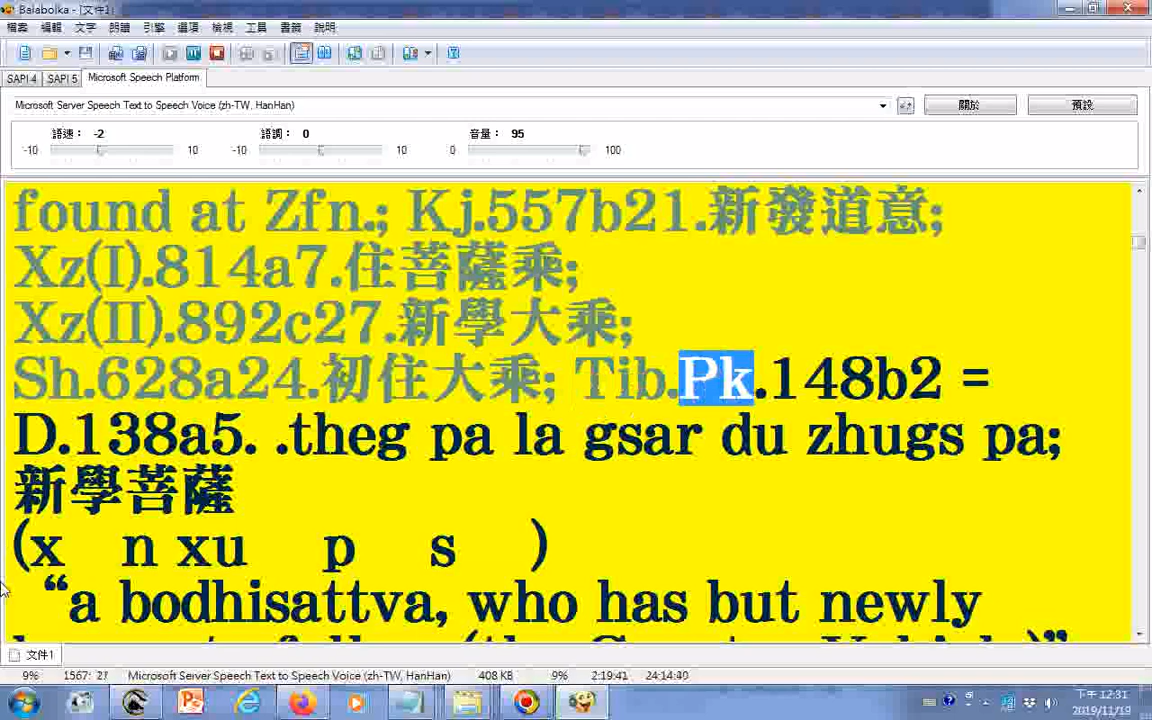 Balabolka - [文件1]
檔案 編輯 文字 朗讀 引擎 選項 檢視 工具 書籤 說明
SAPI 4 SAPI 5 Microsoft Speech Platform
Microsoft Server Speech Text to Speech Voice (zh-TW, HanHan) 關於 預設
語速： -2 語調： 0 音量： 95
-10 10 -10 10 0 100
found at Zfn.; Kj.557b21.新發道意;
Xz(I).814a7.住菩薩乘;
Xz(II).892c27.新學大乘;
Sh.628a24.初住大乘; Tib.Pk.148b2 =
D.138a5. .theg pa la gsar du zhugs pa;
新學菩薩
(x n xu p s )
“a bodhisattva, who has but newly
文件1
9% 1567: 27 Microsoft Server Speech Text to Speech Voice (zh-TW, HanHan) 408 KB 9% 2:19:41 24:14:40
下午 12:31
2019/11/19